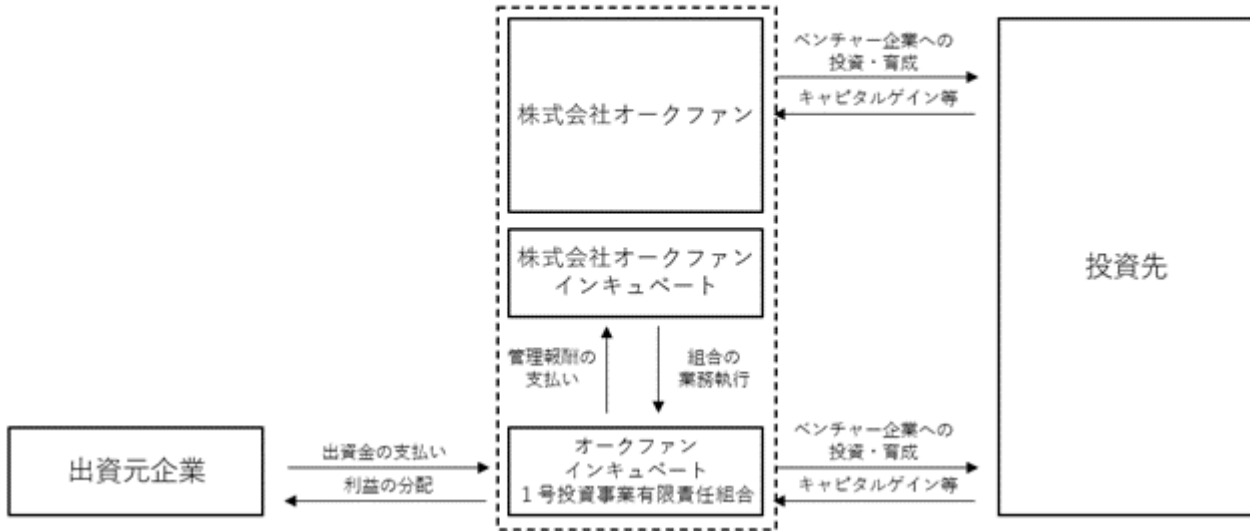 株式会社オークファン
ベンチャー企業への
投資・育成
キャピタルゲイン等
株式会社オークファン
インキュベート
投資先
管理報酬の
支払い
組合の
業務執行
出資元企業
出資金の支払い
利益の分配
オークファン
インキュベート
1号投資事業有限責任組合
ベンチャー企業への
投資・育成
キャピタルゲイン等